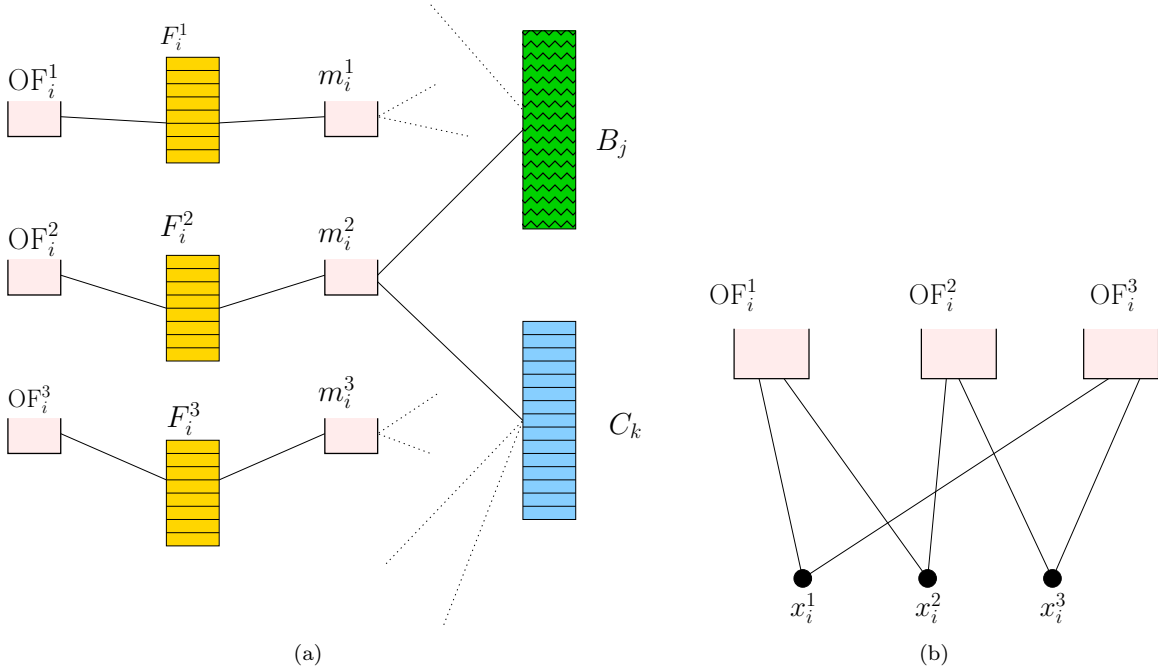 F_i^1
OF_i^1
m_i^1
B_j
F_i^2
OF_i^2
m_i^2
OF_i^3
F_i^3
m_i^3
C_k
(a)
OF_i^1 OF_i^2 OF_i^3
x_i^1 x_i^2 x_i^3
(b)